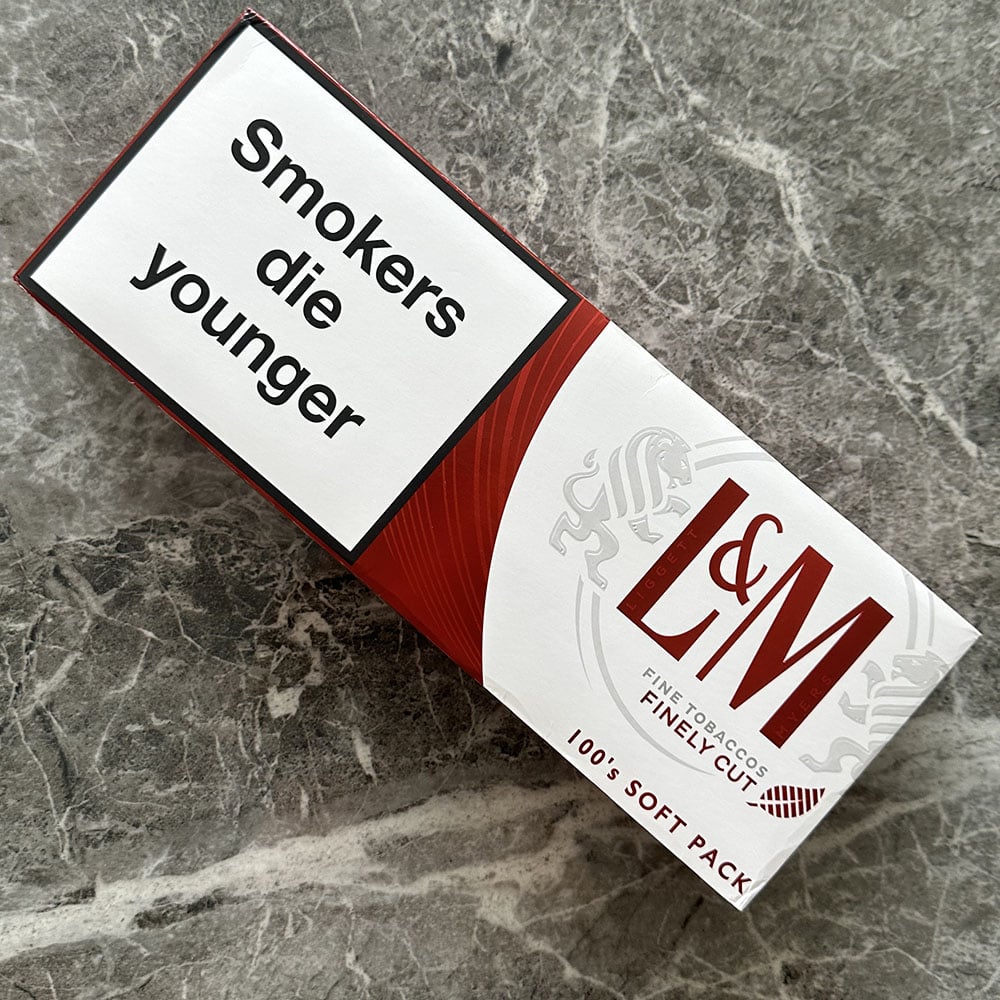 Smokers
die
younger
L&M
LIGGETT
MYERS
FINE TOBACCOS
FINELY CUT
100's SOFT PACK